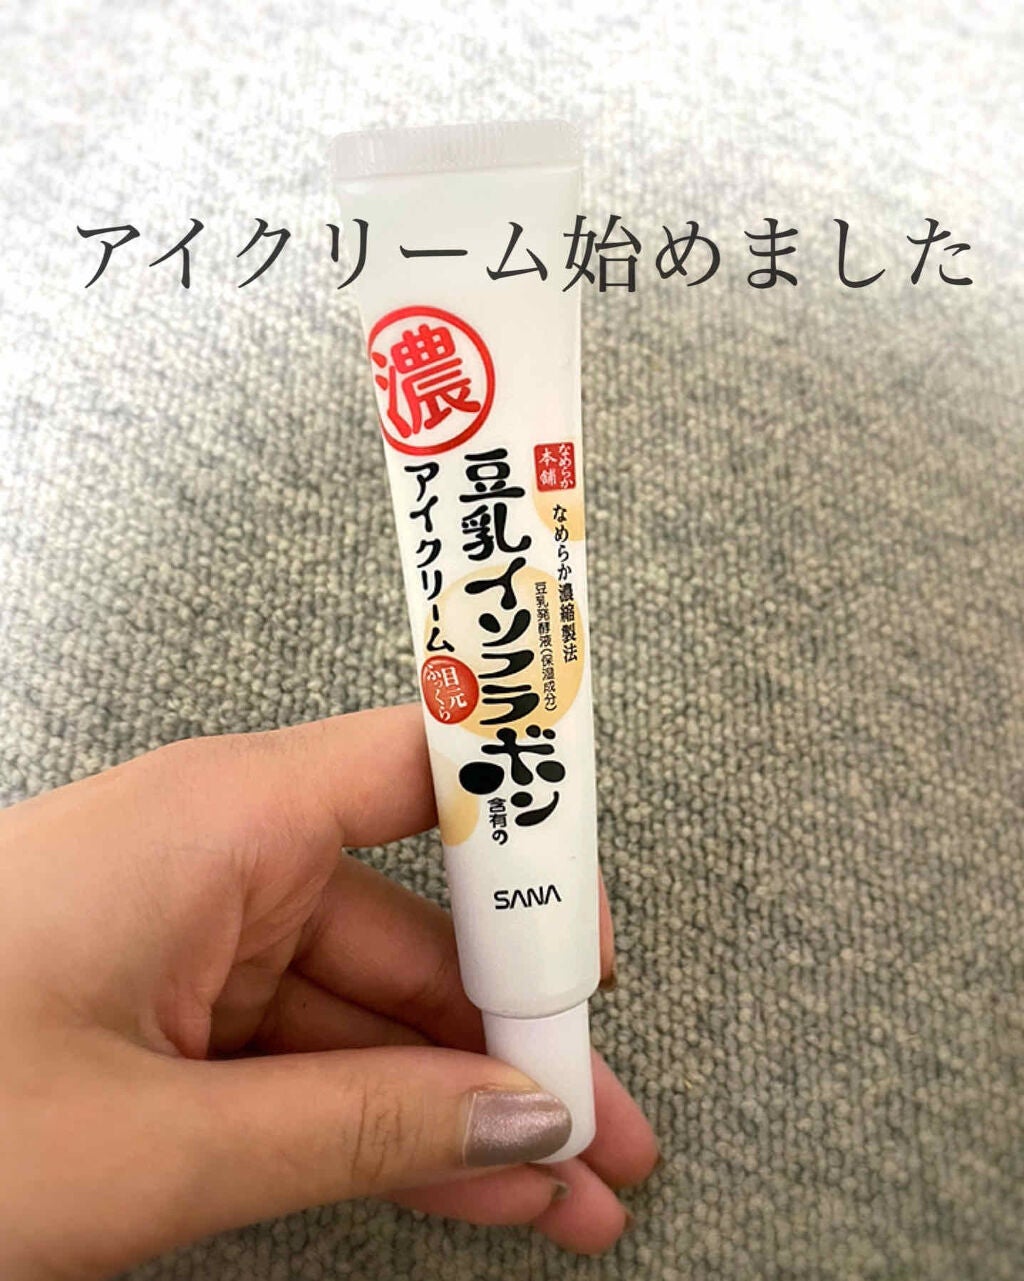 アイクリーム始めました
濃
なめらか
本舗
なめらか濃縮製法
豆乳発酵液(保湿成分)
豆乳イソフラボン
含有の
アイクリーム
目元
ふっくら
SANA